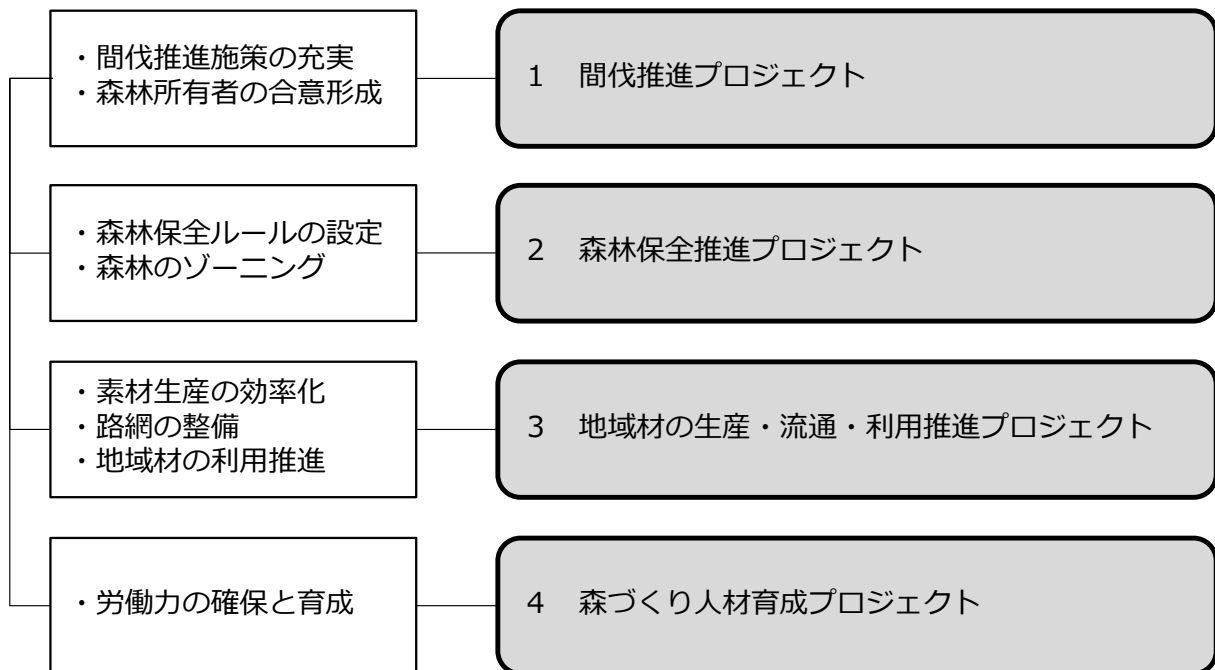 ・間伐推進施策の充実
・森林所有者の合意形成
1 間伐推進プロジェクト
・森林保全ルールの設定
・森林のゾーニング
2 森林保全推進プロジェクト
・素材生産の効率化
・路網の整備
・地域材の利用推進
3 地域材の生産・流通・利用推進プロジェクト
・労働力の確保と育成
4 森づくり人材育成プロジェクト